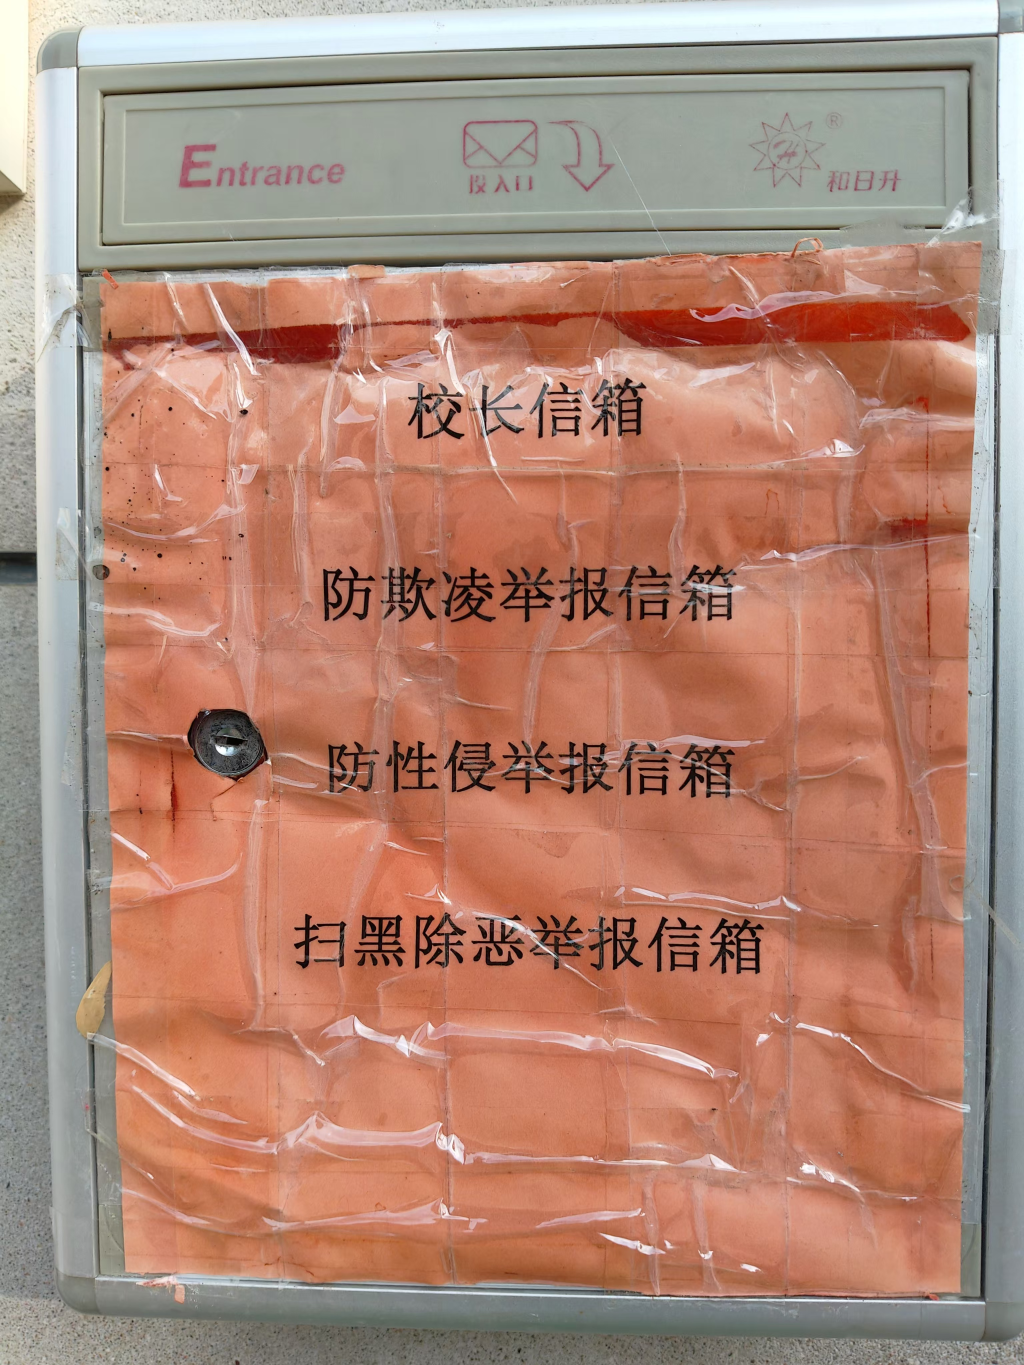 Entrance
投入口
H
®
和日升
校长信箱
防欺凌举报信箱
防性侵举报信箱
扫黑除恶举报信箱